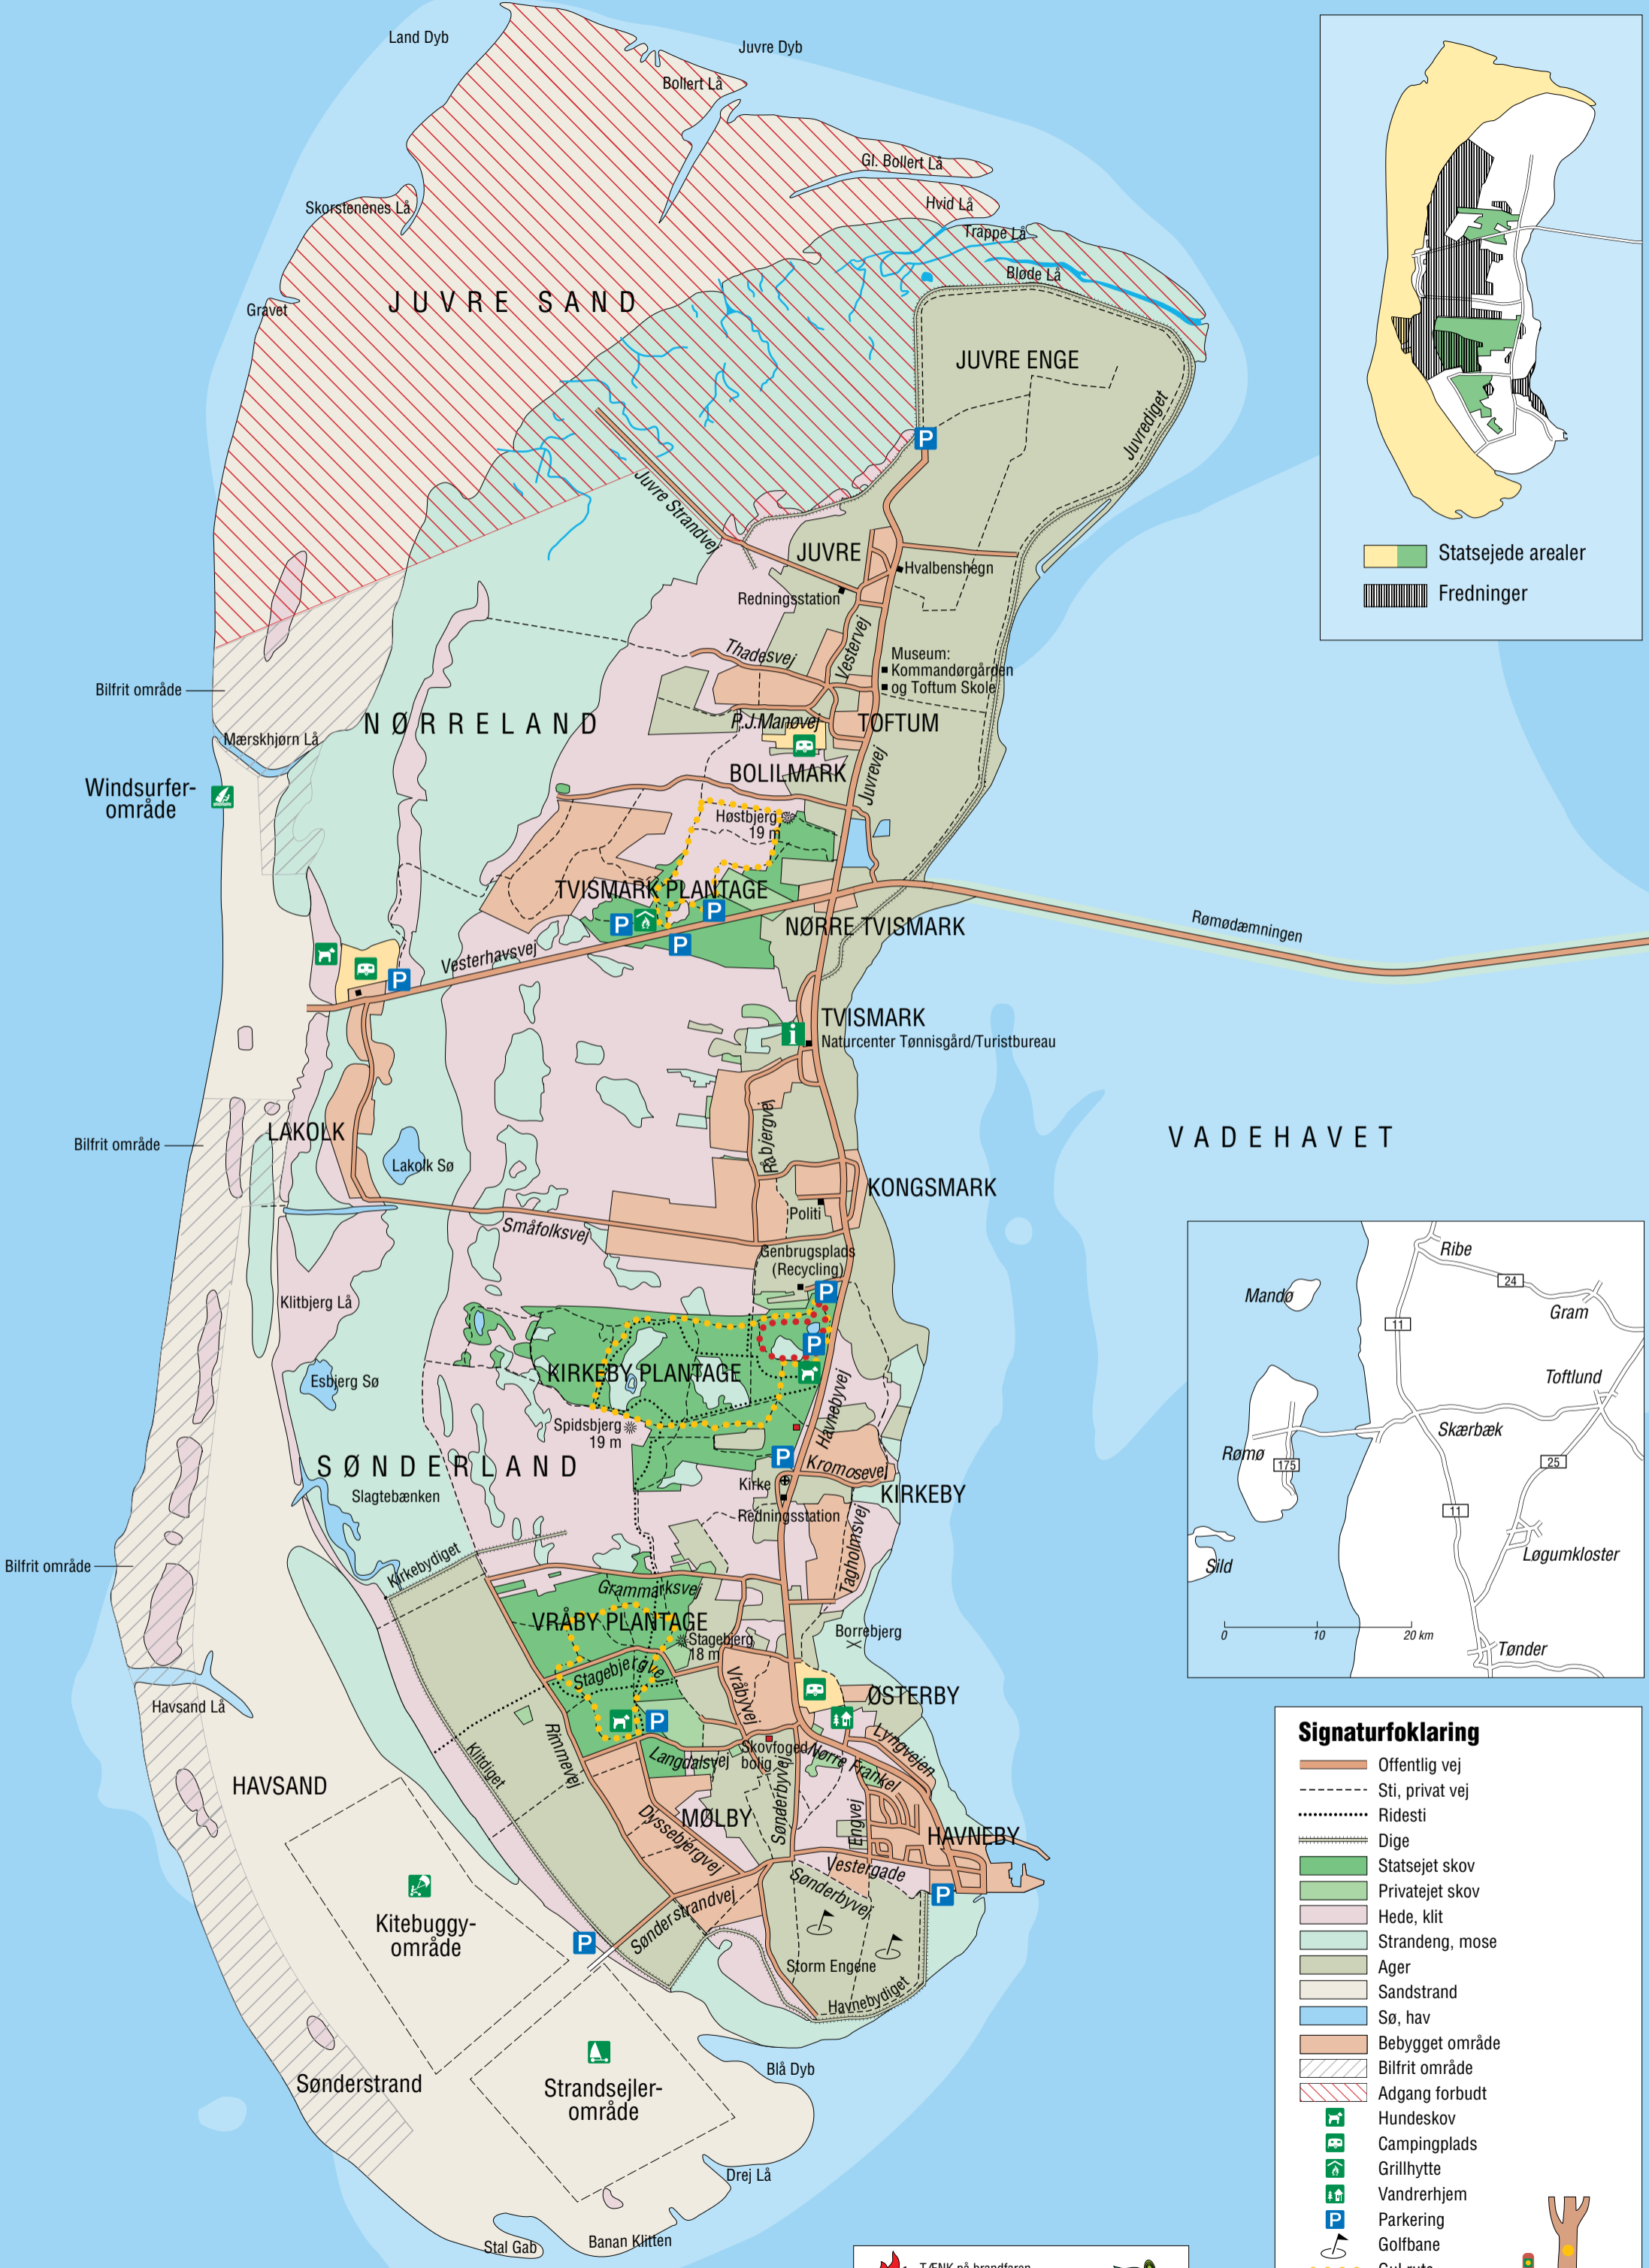 Land Dyb
Juvre Dyb
Bollert Lå
Gl. Bollert Lå
Skorstenenes Lå
Hvid Lå
Trappe Lå
Bløde Lå
Gravet
JUVRE SAND
JUVRE ENGE
Juvrediget
Juvre Strandvej
JUVRE
Hvalbenshegn
Redningsstation
Thadesvej
Vestervej
Museum:
Kommandørgården
og Toftum Skole
Bilfrit område
NØRRELAND
P.J.Manøvej
TOFTUM
Mærskhjørn Lå
BOLILMARK
Juvrevej
Windsurfer-
område
Høstbjerg
19 m
TVISMARK PLANTAGE
NØRRE TVISMARK
Rømødæmningen
Vesterhavsvej
TVISMARK
Naturcenter Tønnisgård/Turistbureau
LAKOLK
Bilfrit område
Lakolk Sø
Råbjergvej
VADEHAVET
KONGSMARK
Politi
Småfolksvej
Genbrugsplads
(Recycling)
Klitbjerg Lå
Esbjerg Sø
KIRKEBY PLANTAGE
Havnebyvej
Spidsbjerg
19 m
SØNDERLAND
Slagtebænken
Kirke
Kromosevej
KIRKEBY
Redningsstation
Tagholmsvej
Bilfrit område
Kirkebydiget
Grammarksvej
VRÅBY PLANTAGE
Stagebjerg
18 m
Borrebjerg
Stagebjergvej
Vråbyvej
ØSTERBY
Havsand Lå
Rimmevej
Klitdiget
Langdalsvej
Skovfoged-
bolig
Nørre Frankel
Lyngvejen
HAVSAND
MØLBY
Sønderbyvej
Engvej
HAVNEBY
Dyssebjergvej
Vestergade
Sønderbyvej
Kitebuggy-
område
Sønderstrandvej
Storm Engene
Havnebydiget
Sønderstrand
Strandsejler-
område
Blå Dyb
Drej Lå
Stal Gab
Banan Klitten
Statsejede arealer
Fredninger
Ribe
24
Mandø
Gram
11
Toftlund
Skærbæk
Rømø
175
25
11
Løgumkloster
Sild
0 10 20 km
Tønder
Signaturfoklaring
Offentlig vej
Sti, privat vej
Ridesti
Dige
Statsejet skov
Privatejet skov
Hede, klit
Strandeng, mose
Ager
Sandstrand
Sø, hav
Bebygget område
Bilfrit område
Adgang forbudt
Hundeskov
Campingplads
Grillhytte
Vandrerhjem
P Parkering
Golfbane